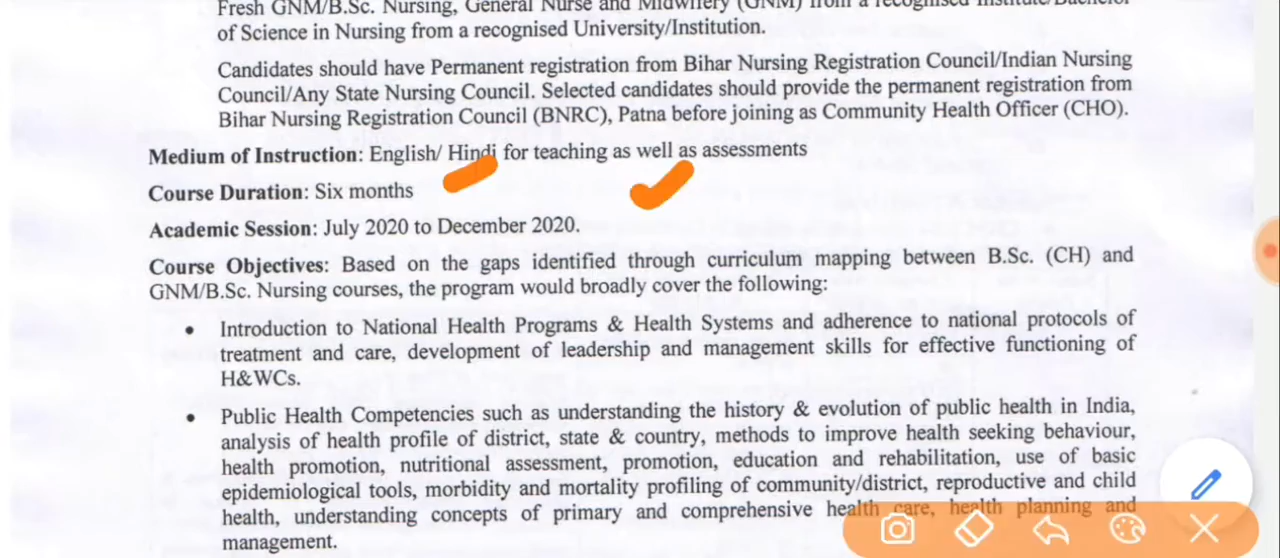 Fresh GNM/B.Sc. Nursing, General Nurse and Midwifery (GNM) from a recognised Institute/Bachelor
of Science in Nursing from a recognised University/Institution.
Candidates should have Permanent registration from Bihar Nursing Registration Council/Indian Nursing
Council/Any State Nursing Council. Selected candidates should provide the permanent registration from
Bihar Nursing Registration Council (BNRC), Patna before joining as Community Health Officer (CHO).
Medium of Instruction: English/ Hindi for teaching as well as assessments
Course Duration: Six months
Academic Session: July 2020 to December 2020.
Course Objectives: Based on the gaps identified through curriculum mapping between B.Sc. (CH) and
GNM/B.Sc. Nursing courses, the program would broadly cover the following:
• Introduction to National Health Programs & Health Systems and adherence to national protocols of
treatment and care, development of leadership and management skills for effective functioning of
H&WCs.
• Public Health Competencies such as understanding the history & evolution of public health in India,
analysis of health profile of district, state & country, methods to improve health seeking behaviour,
health promotion, nutritional assessment, promotion, education and rehabilitation, use of basic
epidemiological tools, morbidity and mortality profiling of community/district, reproductive and child
health, understanding concepts of primary and comprehensive health care, health planning and
management.